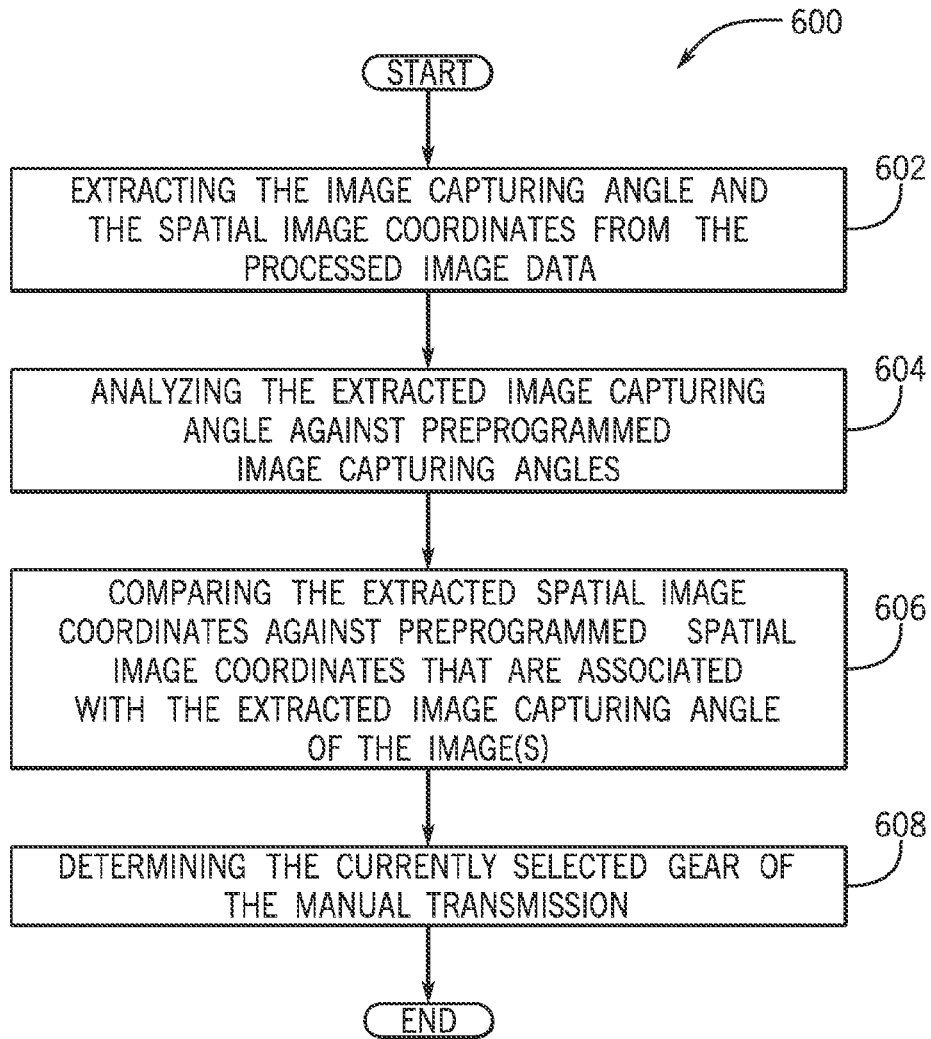 600
START
602
EXTRACTING THE IMAGE CAPTURING ANGLE AND
THE SPATIAL IMAGE COORDINATES FROM THE
PROCESSED IMAGE DATA
604
ANALYZING THE EXTRACTED IMAGE CAPTURING
ANGLE AGAINST PREPROGRAMMED
IMAGE CAPTURING ANGLES
COMPARING THE EXTRACTED SPATIAL IMAGE
COORDINATES AGAINST PREPROGRAMMED SPATIAL
606
IMAGE COORDINATES THAT ARE ASSOCIATED
WITH THE EXTRACTED IMAGE CAPTURING ANGLE
OF THE IMAGE(S)
608
DETERMINING THE CURRENTLY SELECTED GEAR OF
THE MANUAL TRANSMISSION
END